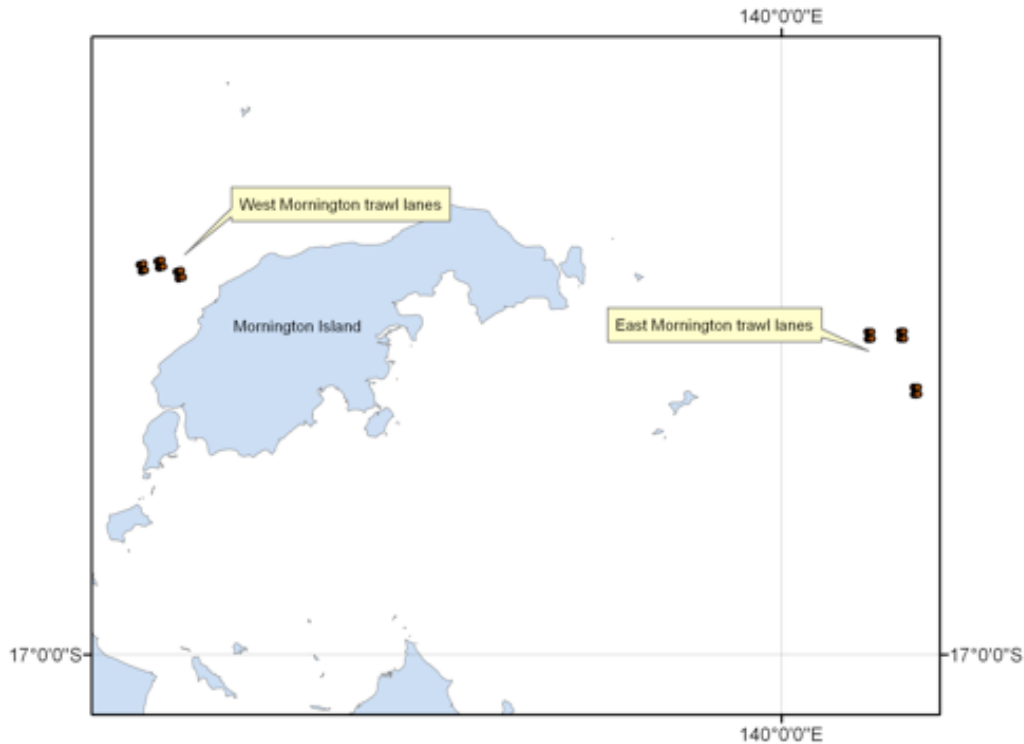 140°0'0"E
West Mornington trawl lanes
Mornington Island
East Mornington trawl lanes
17°0'0"S
17°0'0"S
140°0'0"E